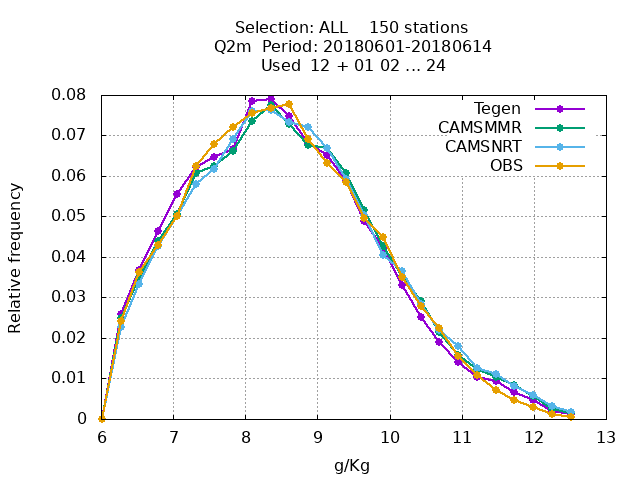 Selection: ALL    150 stations
Q2m  Period: 20180601-20180614
Used  12 + 01 02 ... 24
Tegen
CAMSMMR
CAMSNRT
OBS
Relative frequency
0.08
0.07
0.06
0.05
0.04
0.03
0.02
0.01
0
6 7 8 9 10 11 12 13
g/Kg